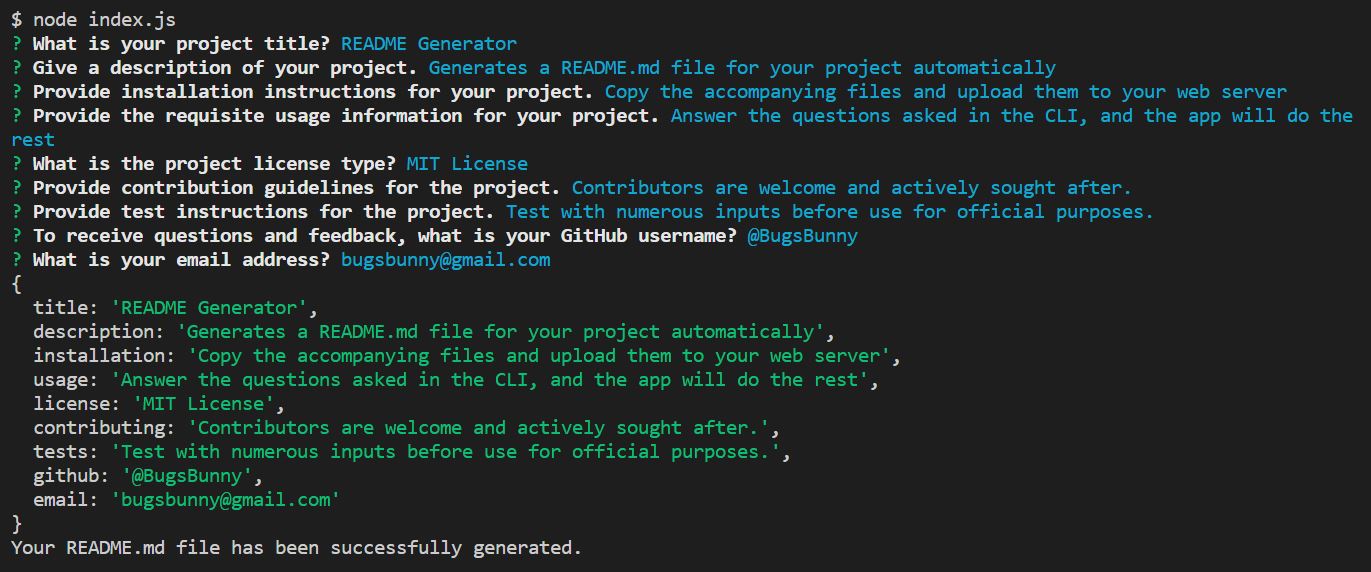 $ node index.js
? What is your project title? README Generator
? Give a description of your project. Generates a README.md file for your project automatically
? Provide installation instructions for your project. Copy the accompanying files and upload them to your web server
? Provide the requisite usage information for your project. Answer the questions asked in the CLI, and the app will do the
rest
? What is the project license type? MIT License
? Provide contribution guidelines for the project. Contributors are welcome and actively sought after.
? Provide test instructions for the project. Test with numerous inputs before use for official purposes.
? To receive questions and feedback, what is your GitHub username? @BugsBunny
? What is your email address? bugsbunny@gmail.com
{
  title: 'README Generator',
  description: 'Generates a README.md file for your project automatically',
  installation: 'Copy the accompanying files and upload them to your web server',
  usage: 'Answer the questions asked in the CLI, and the app will do the rest',
  license: 'MIT License',
  contributing: 'Contributors are welcome and actively sought after.',
  tests: 'Test with numerous inputs before use for official purposes.',
  github: '@BugsBunny',
  email: 'bugsbunny@gmail.com'
}
Your README.md file has been successfully generated.